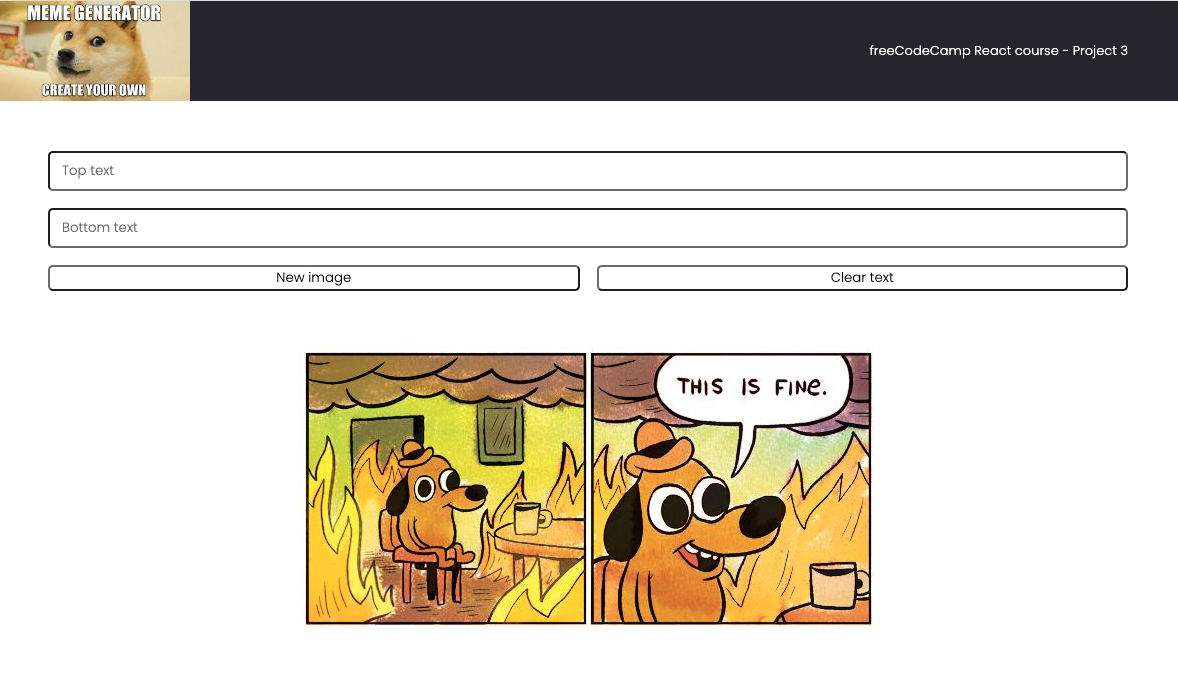 MEME GENERATOR
CREATE YOUR OWN
freeCodeCamp React course - Project 3
Top text
Bottom text
New image
Clear text
THIS IS FINE.